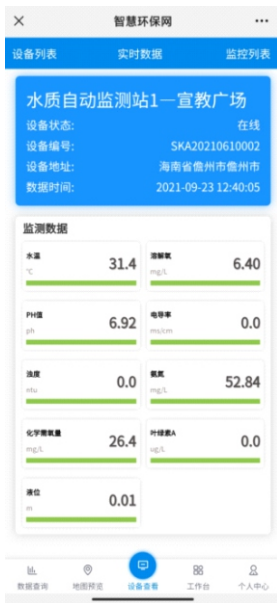 智慧环保网
设备列表 实时数据 监控列表
水质自动监测站1—宣教广场
设备状态: 在线
设备编号: SKA20210610002
设备地址: 海南省儋州市儋州市
数据时间: 2021-09-23 12:40:05
监测数据
水温 ℃ 31.4
溶解氧 mg/L 6.40
PH值 ph 6.92
电导率 ms/cm 0.0
浊度 ntu 0.0
氨氮 mg/L 52.84
化学需氧量 mg/L 26.4
叶绿素A ug/L 0.0
液位 m 0.01
数据查询 地图预览 设备查看 工作台 个人中心